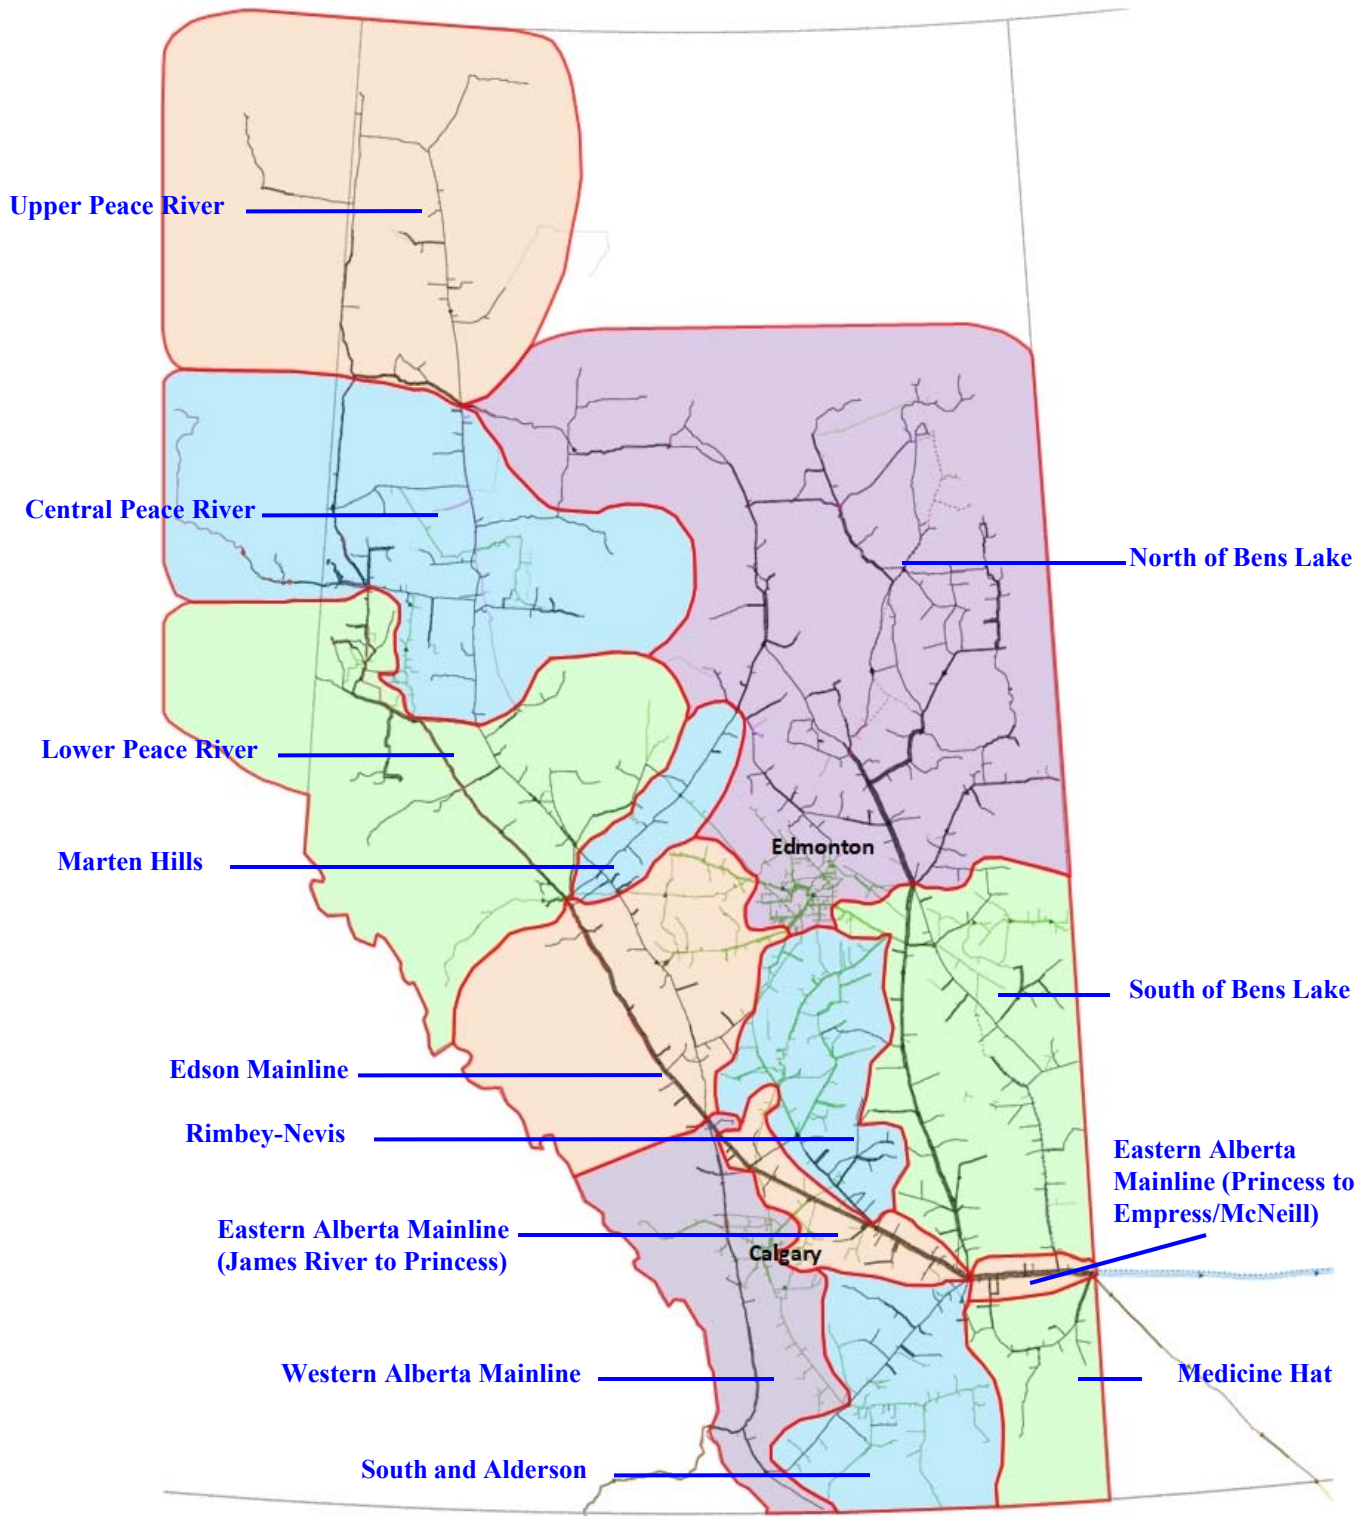 Upper Peace River
Central Peace River
North of Bens Lake
Lower Peace River
Edmonton
Marten Hills
South of Bens Lake
Edson Mainline
Rimbey-Nevis
Eastern Alberta
Mainline (Princess to
Empress/McNeill)
Eastern Alberta Mainline
(James River to Princess)
Calgary
Western Alberta Mainline
Medicine Hat
South and Alderson